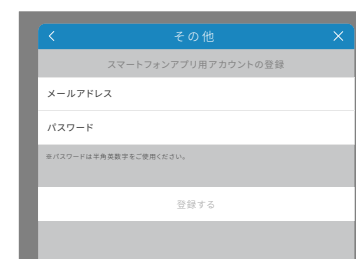 その他
スマートフォンアプリ用アカウントの登録
メールアドレス
パスワード
※パスワードは半角英数字をご使用ください。
登録する